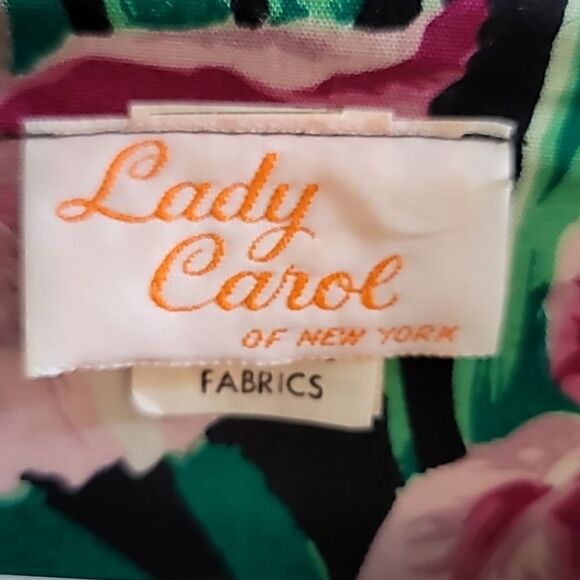 Lady
Carol
OF NEW YORK
FABRICS